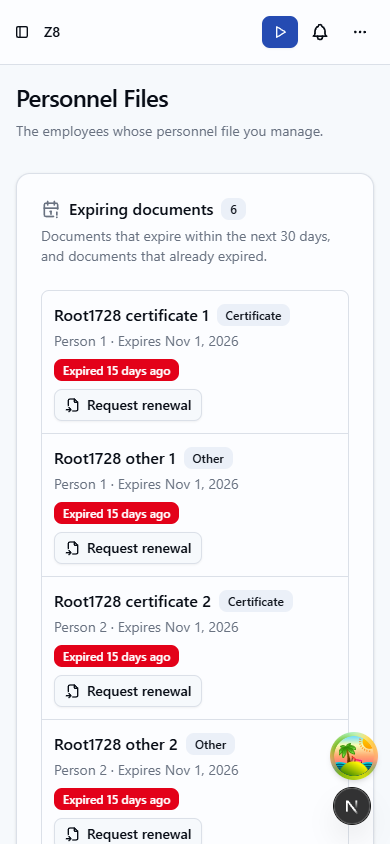 Z8
Personnel Files
The employees whose personnel file you manage.
Expiring documents 6
Documents that expire within the next 30 days,
and documents that already expired.
Root1728 certificate 1 Certificate
Person 1 · Expires Nov 1, 2026
Expired 15 days ago
Request renewal
Root1728 other 1 Other
Person 1 · Expires Nov 1, 2026
Expired 15 days ago
Request renewal
Root1728 certificate 2 Certificate
Person 2 · Expires Nov 1, 2026
Expired 15 days ago
Request renewal
Root1728 other 2 Other
Person 2 · Expires Nov 1, 2026
Expired 15 days ago
N
Request renewal